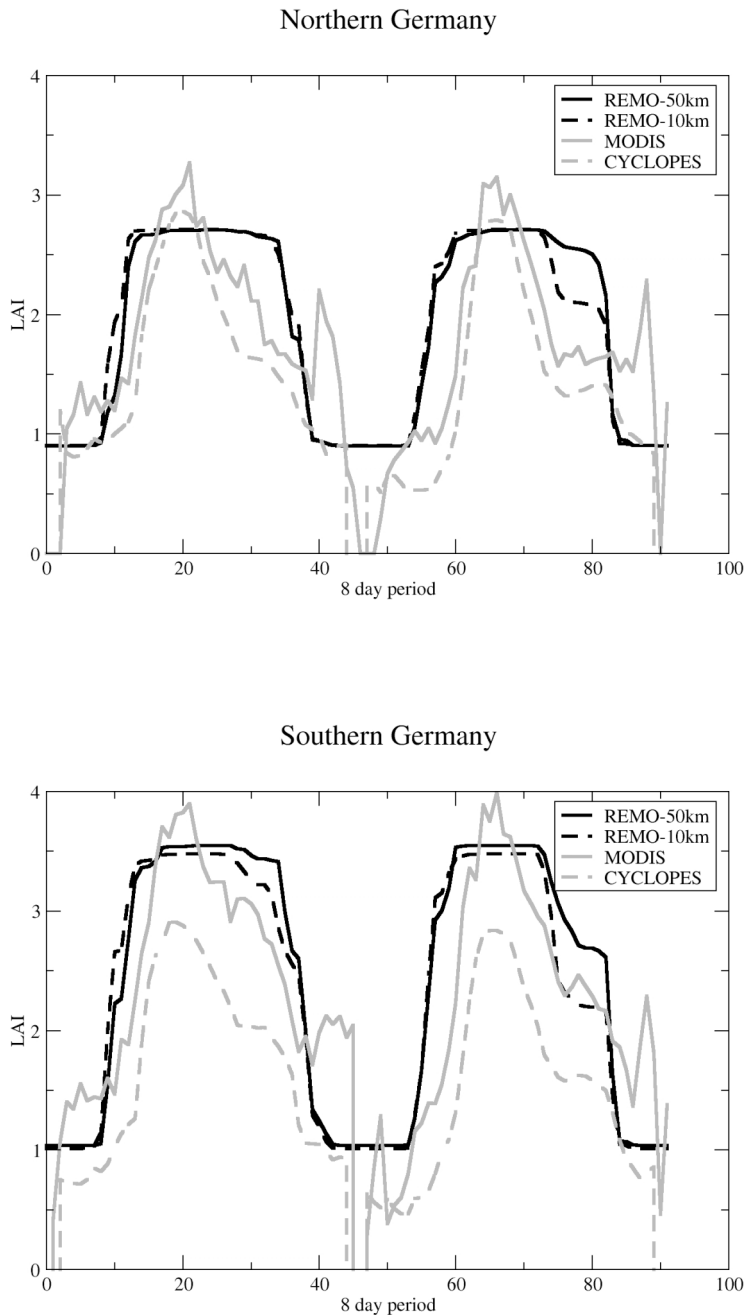 Northern Germany
4
REMO-50km
REMO-10km
MODIS
CYCLOPES
3
LAI
2
1
0
0 20 40 60 80 100
8 day period
Southern Germany
4
REMO-50km
REMO-10km
MODIS
CYCLOPES
3
LAI
2
1
0
0 20 40 60 80 100
8 day period